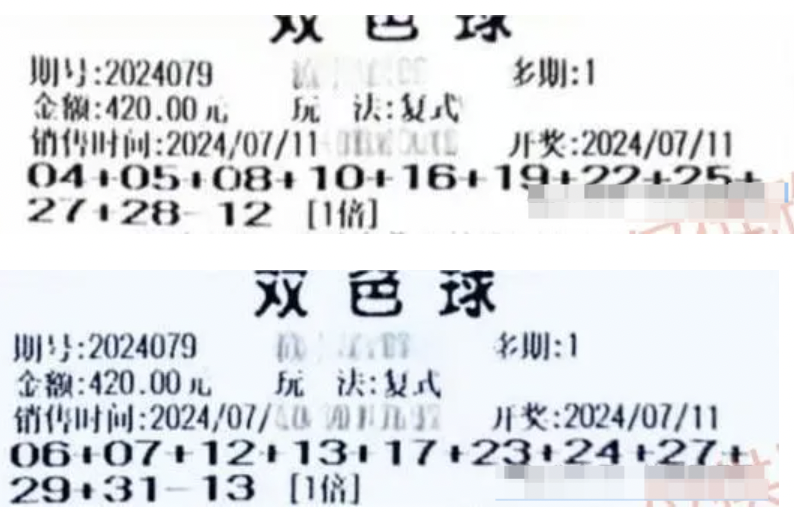 双色球
期号:2024079 多期:1
金额:420.00元 玩 法:复式
销售时间:2024/07/11 开奖:2024/07/11
04+05+08+10+16+19+22+25+
27+28-12 [1倍]
双色球
期号:2024079 多期:1
金额:420.00元 玩 法:复式
销售时间:2024/07/ 开奖:2024/07/11
06+07+12+13+17+23+24+27+
29+31-13 [1倍]